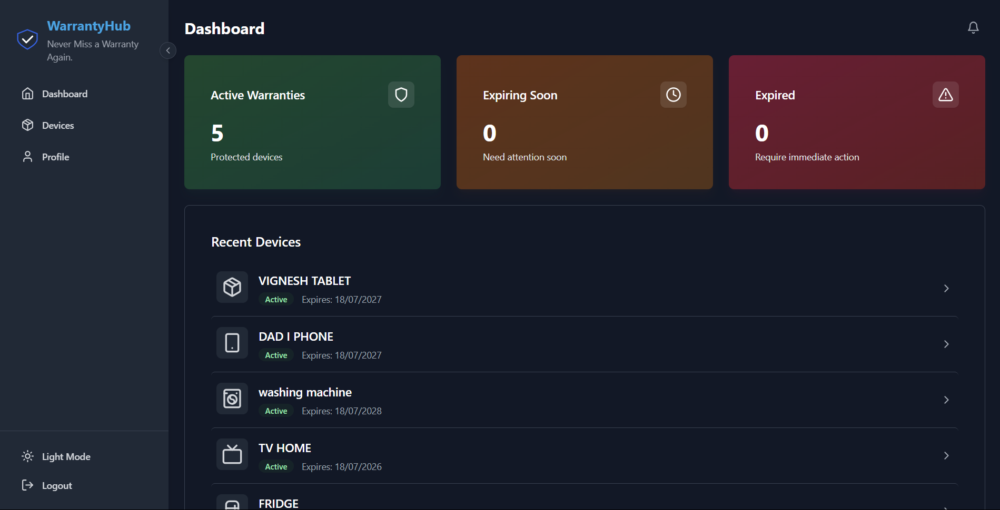 WarrantyHub
Never Miss a Warranty
Again.
Dashboard
Devices
Profile
Light Mode
Logout
Dashboard
Active Warranties
5
Protected devices
Expiring Soon
0
Need attention soon
Expired
0
Require immediate action
Recent Devices
VIGNESH TABLET
Active Expires: 18/07/2027
DAD I PHONE
Active Expires: 18/07/2027
washing machine
Active Expires: 18/07/2028
TV HOME
Active Expires: 18/07/2026
FRIDGE